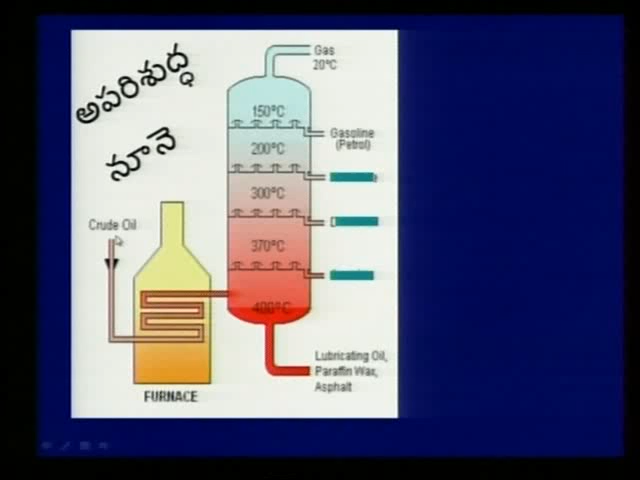 అపరిశుద్ధ
నూనె
Gas
20°C
150°C
Gasoline
(Petrol)
200°C
300°C
Crude Oil
370°C
400°C
Lubricating Oil,
Paraffin Wax,
Asphalt
FURNACE